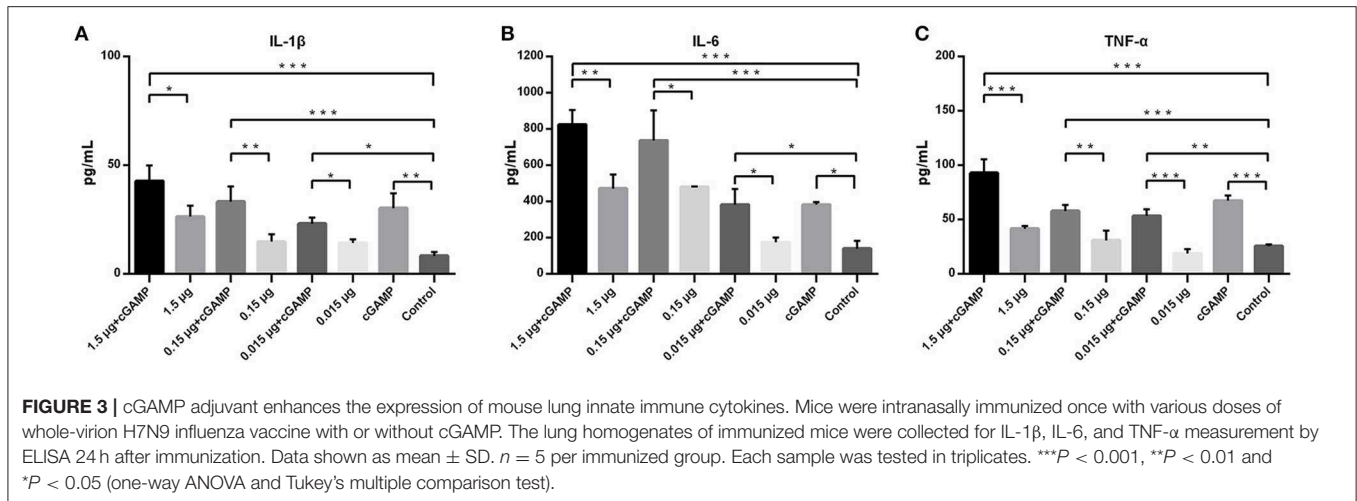 A
IL-1β
pg/mL
100
50
0
* * *
*
* * *
* *
*
*
* *
1.5 μg+cGAMP
1.5 μg
0.15 μg+cGAMP
0.15 μg
0.015 μg+cGAMP
0.015 μg
cGAMP
Control
B
IL-6
pg/mL
1200
1000
800
600
400
200
0
* * *
* *
* * *
*
*
*
*
1.5 μg+cGAMP
1.5 μg
0.15 μg+cGAMP
0.15 μg
0.015 μg+cGAMP
0.015 μg
cGAMP
Control
C
TNF-α
pg/mL
200
150
100
50
0
* * *
* * *
* * *
* *
* *
* * *
* * *
1.5 μg+cGAMP
1.5 μg
0.15 μg+cGAMP
0.15 μg
0.015 μg+cGAMP
0.015 μg
cGAMP
Control
FIGURE 3 | cGAMP adjuvant enhances the expression of mouse lung innate immune cytokines. Mice were intranasally immunized once with various doses of
whole-virion H7N9 influenza vaccine with or without cGAMP. The lung homogenates of immunized mice were collected for IL-1β, IL-6, and TNF-α measurement by
ELISA 24 h after immunization. Data shown as mean ± SD. n = 5 per immunized group. Each sample was tested in triplicates. ***P < 0.001, **P < 0.01 and
*P < 0.05 (one-way ANOVA and Tukey's multiple comparison test).